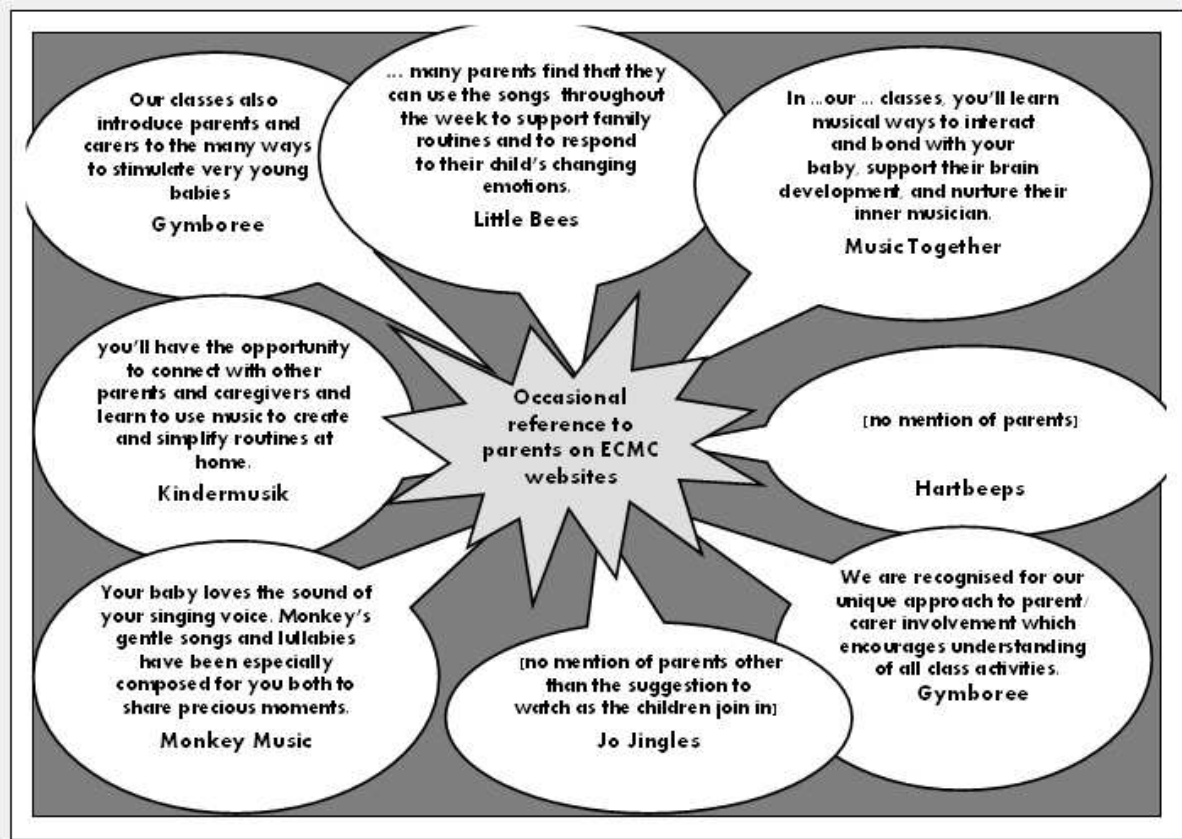 Our classes also
introduce parents and
carers to the many ways
to stimulate very young
babies
Gymboree
... many parents find that they
can use the songs throughout
the week to support family
routines and to respond
to their child's changing
emotions.
Little Bees
In ...our ... classes, you'll learn
musical ways to interact
and bond with your
baby, support their brain
development, and nurture their
inner musician.
Music Together
you'll have the opportunity
to connect with other
parents and caregivers and
learn to use music to create
and simplify routines at
home.
Kindermusik
Occasional
reference to
parents on ECMC
websites
[no mention of parents]
Hartbeeps
Your baby loves the sound of
your singing voice. Monkey's
gentle songs and lullabies
have been especially
composed for you both to
share precious moments.
Monkey Music
[no mention of parents other
than the suggestion to
watch as the children join in]
Jo Jingles
We are recognised for our
unique approach to parent/
carer involvement which
encourages understanding
of all class activities.
Gymboree